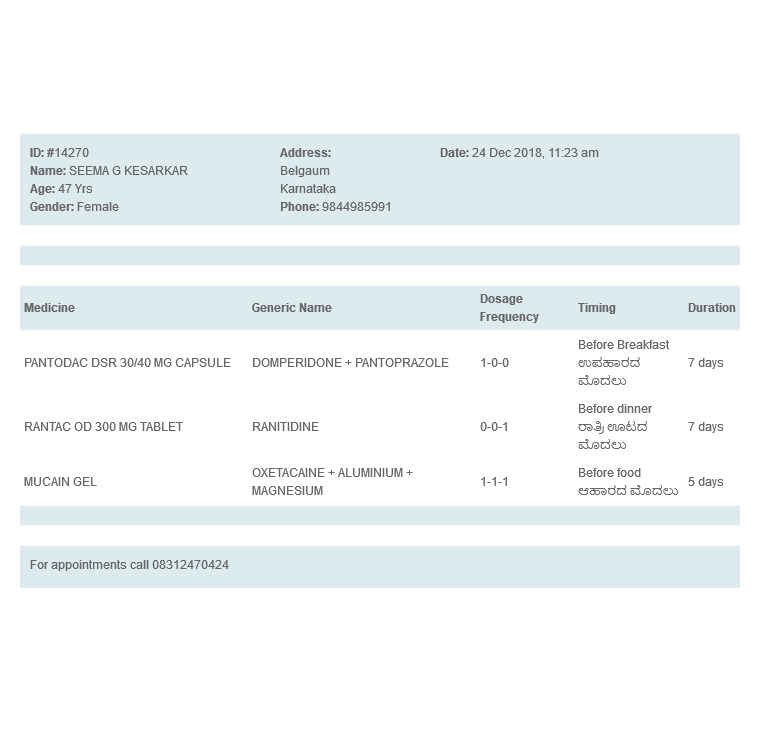 ID: #14270
Name: SEEMA G KESARKAR
Age: 47 Yrs
Gender: Female
Address:
Belgaum
Karnataka
Phone: 9844985991
Date: 24 Dec 2018, 11:23 am
Medicine Generic Name Dosage Frequency Timing Duration
PANTODAC DSR 30/40 MG CAPSULE DOMPERIDONE + PANTOPRAZOLE 1-0-0 Before Breakfast 7 days
ಉಪಹಾರದ
ಮೊದಲು
RANTAC OD 300 MG TABLET RANITIDINE 0-0-1 Before dinner 7 days
ರಾತ್ರಿ ಊಟದ
ಮೊದಲು
MUCAIN GEL OXETACAINE + ALUMINIUM + MAGNESIUM 1-1-1 Before food 5 days
ಆಹಾರದ ಮೊದಲು
For appointments call 08312470424